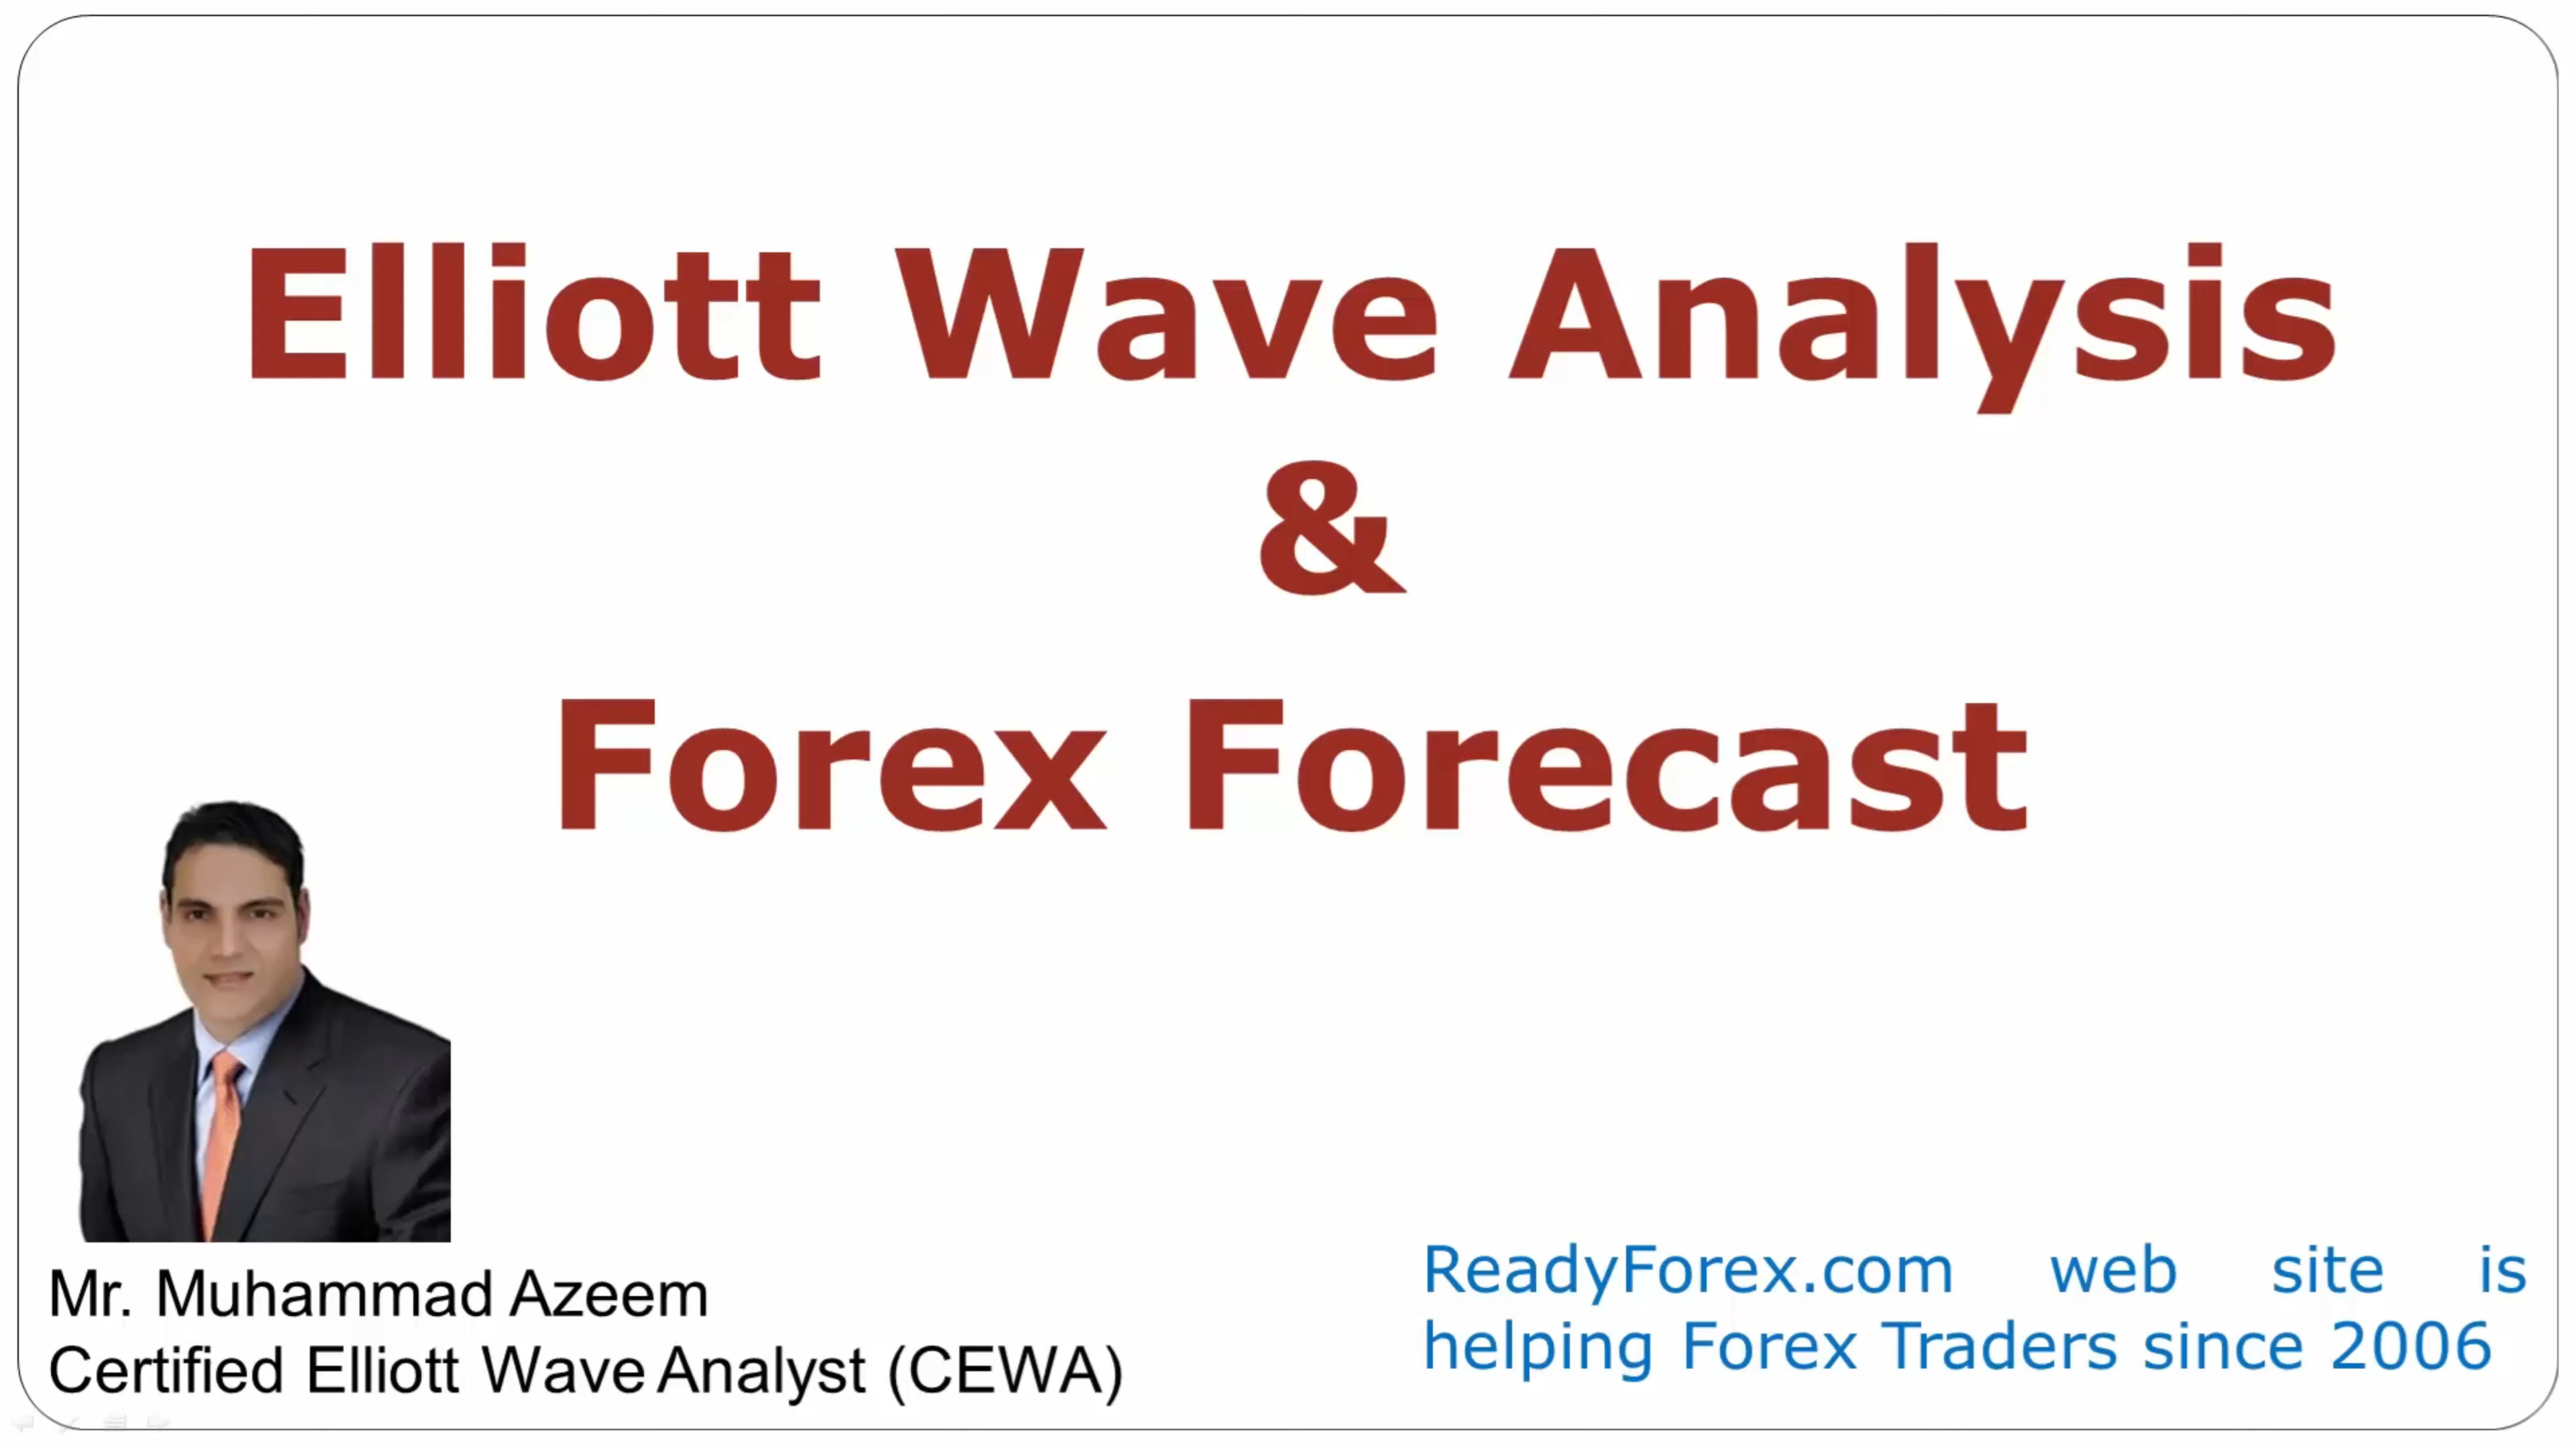 Elliott Wave Analysis
&
Forex Forecast
Mr. Muhammad Azeem
Certified Elliott Wave Analyst (CEWA)
ReadyForex.com web site is
helping Forex Traders since 2006